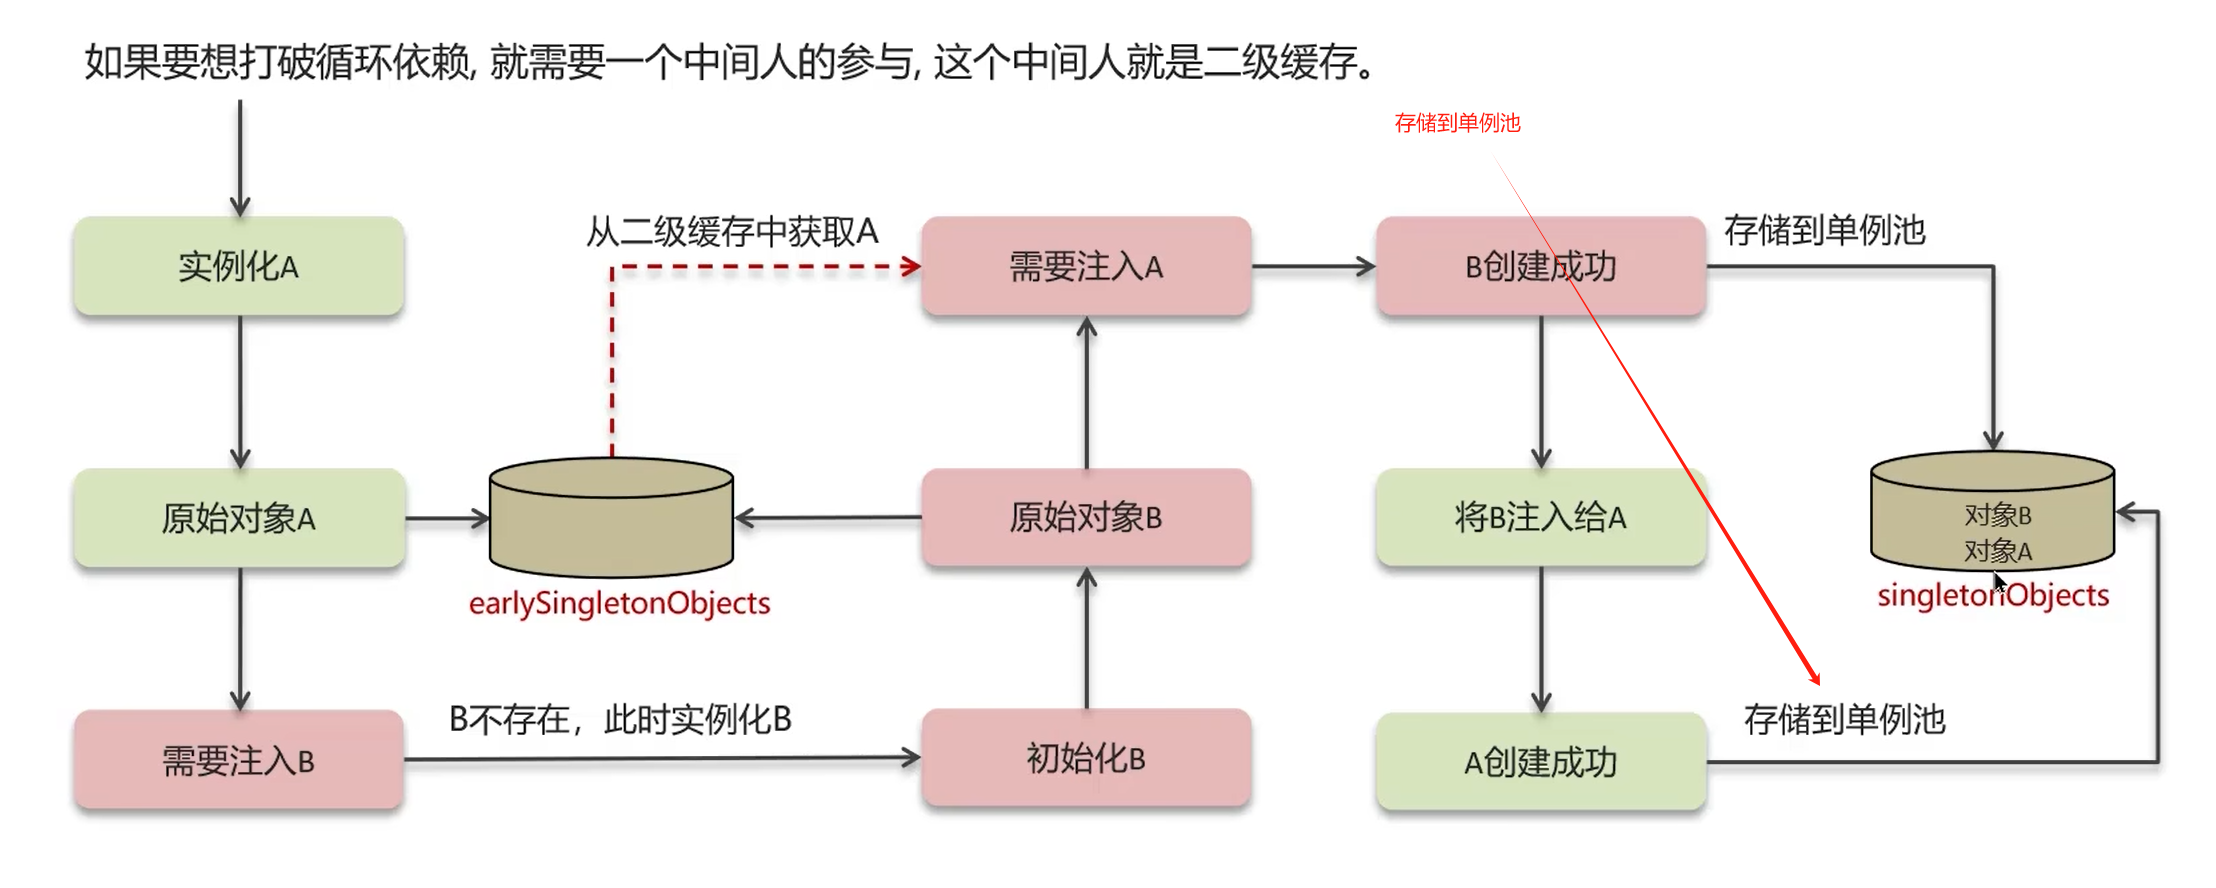 如果要想打破循环依赖, 就需要一个中间人的参与, 这个中间人就是二级缓存。
存储到单例池
实例化A
从二级缓存中获取A
需要注入A
B创建成功
存储到单例池
原始对象A
earlySingletonObjects
原始对象B
将B注入给A
对象B
对象A
singletonObjects
需要注入B
B不存在，此时实例化B
初始化B
A创建成功
存储到单例池